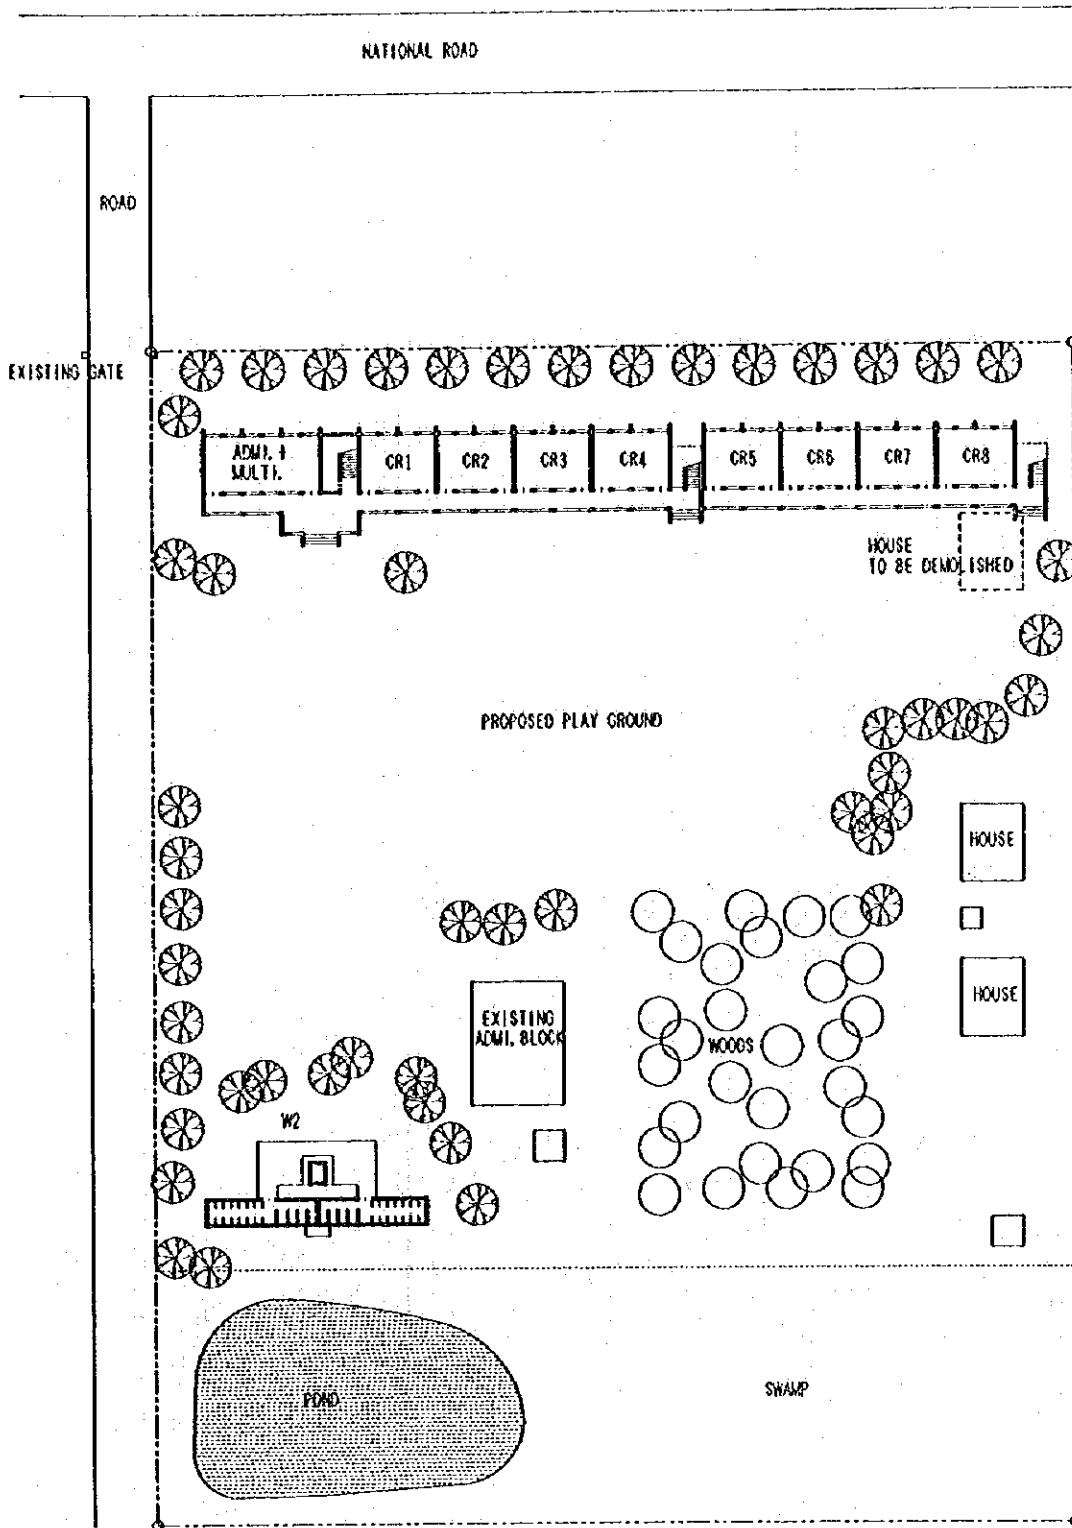 NATIONAL ROAD
ROAD
EXISTING GATE
ADMI. &
MULTI.
CR1
CR2
CR3
CR4
CR5
CR6
CR7
CR8
HOUSE
TO BE DEMOLISHED
PROPOSED PLAY GROUND
HOUSE
HOUSE
EXISTING
ADMI. BLOCK
WOODS
W2
POND
SWAMP